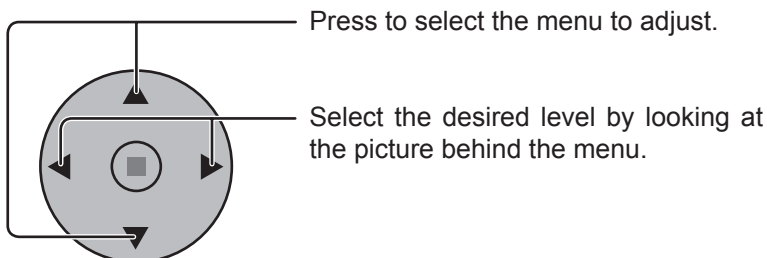 Press to select the menu to adjust.
Select the desired level by looking at
the picture behind the menu.